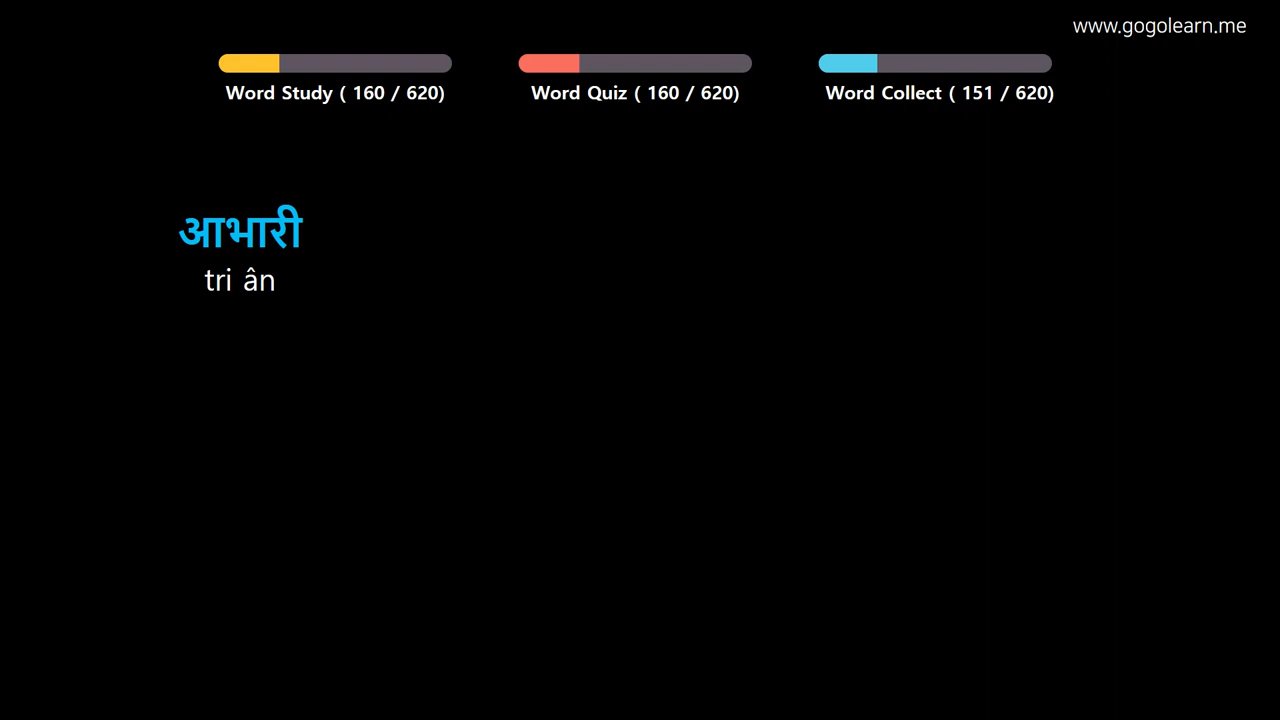 www.gogolearn.me
Word Study ( 160 / 620)
Word Quiz ( 160 / 620)
Word Collect ( 151 / 620)
आभारी
tri ân